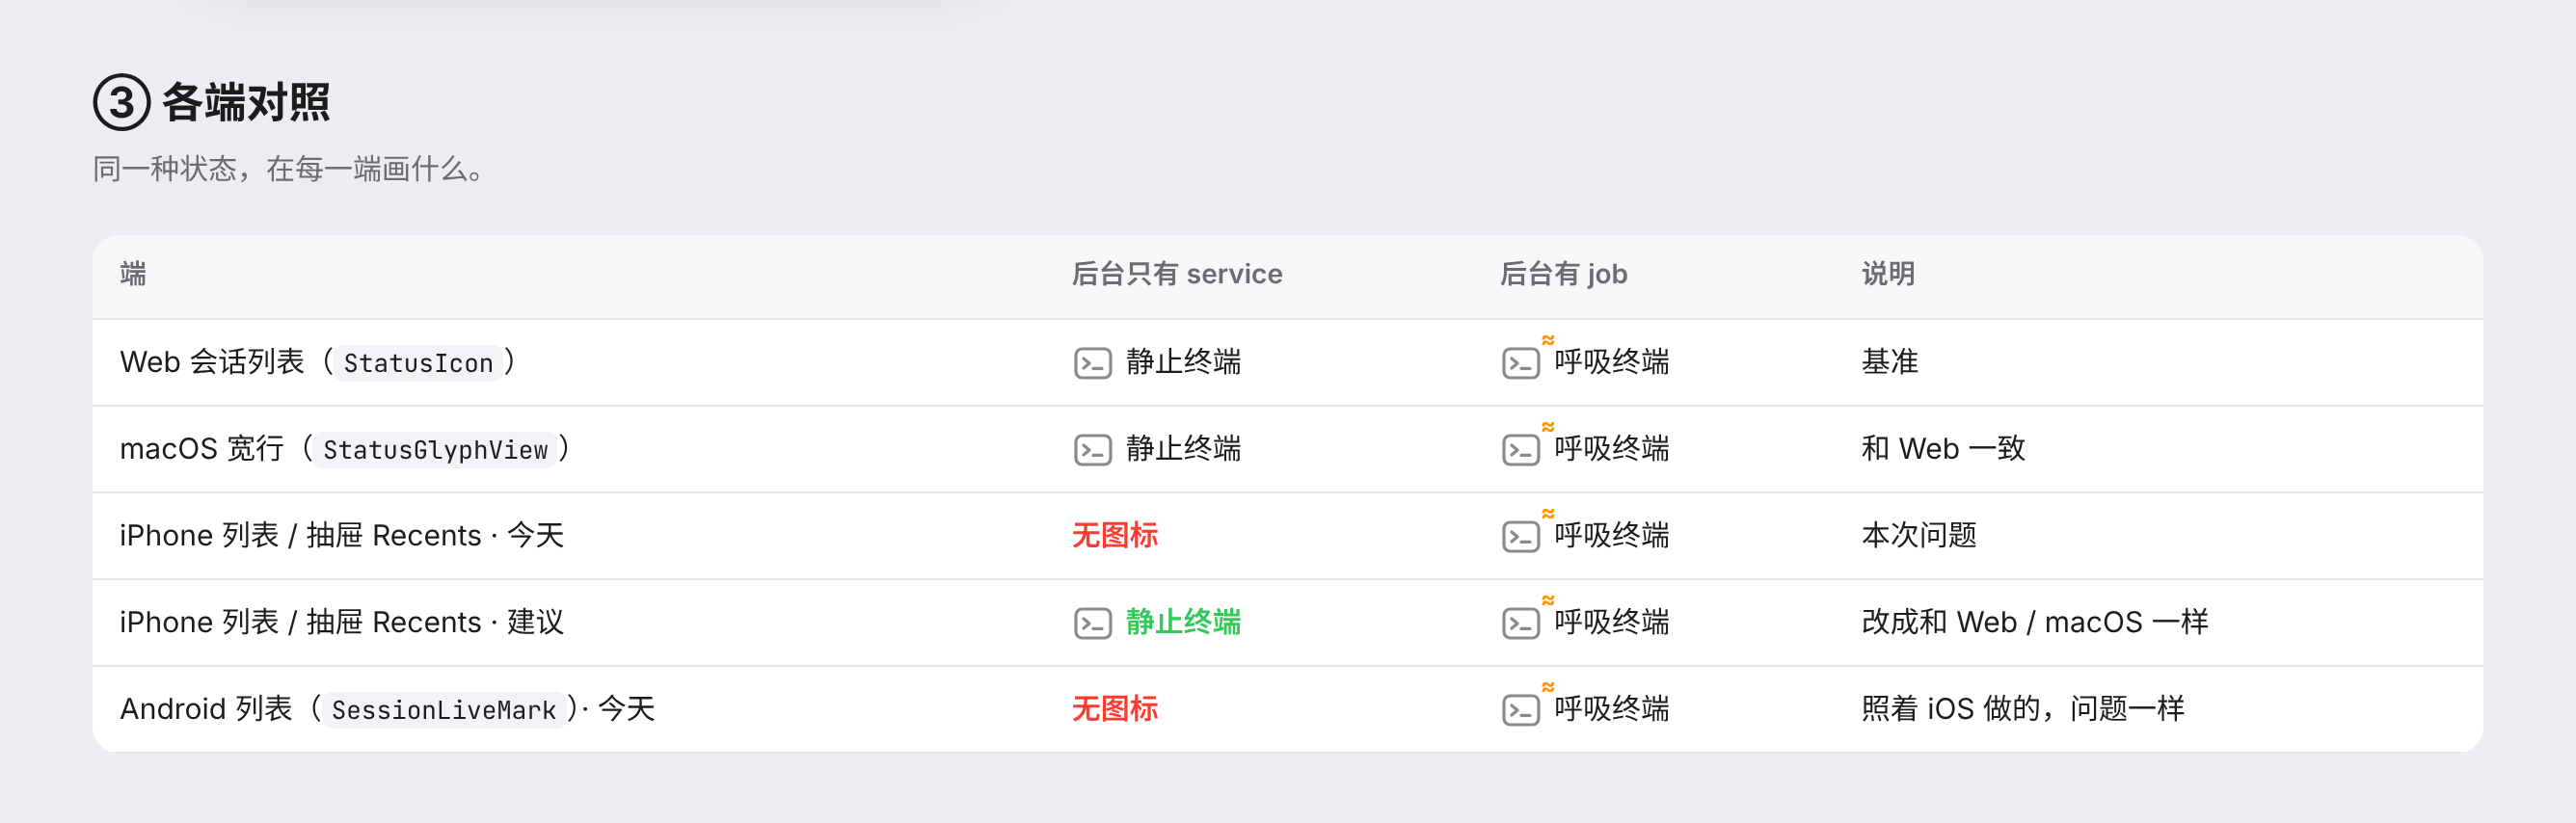 ③ 各端对照
同一种状态，在每一端画什么。
端 后台只有 service 后台有 job 说明
Web 会话列表（StatusIcon） 静止终端 ≈ 呼吸终端 基准
macOS 宽行（StatusGlyphView） 静止终端 ≈ 呼吸终端 和 Web 一致
iPhone 列表 / 抽屉 Recents · 今天 无图标 ≈ 呼吸终端 本次问题
iPhone 列表 / 抽屉 Recents · 建议 静止终端 ≈ 呼吸终端 改成和 Web / macOS 一样
Android 列表（SessionLiveMark）· 今天 无图标 ≈ 呼吸终端 照着 iOS 做的，问题一样